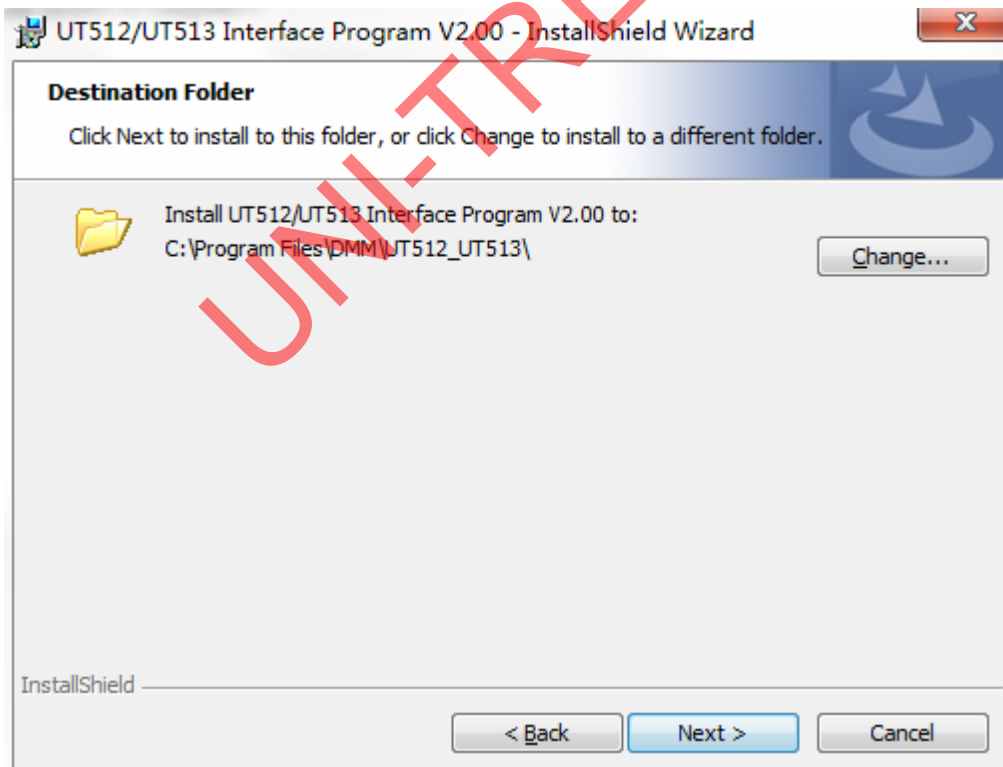 UT512/UT513 Interface Program V2.00 - InstallShield Wizard
Destination Folder
Click Next to install to this folder, or click Change to install to a different folder.
Install UT512/UT513 Interface Program V2.00 to:
C:\Program Files\DMM\UT512_UT513\
Change...
UNI-TRE
InstallShield
< Back
Next >
Cancel